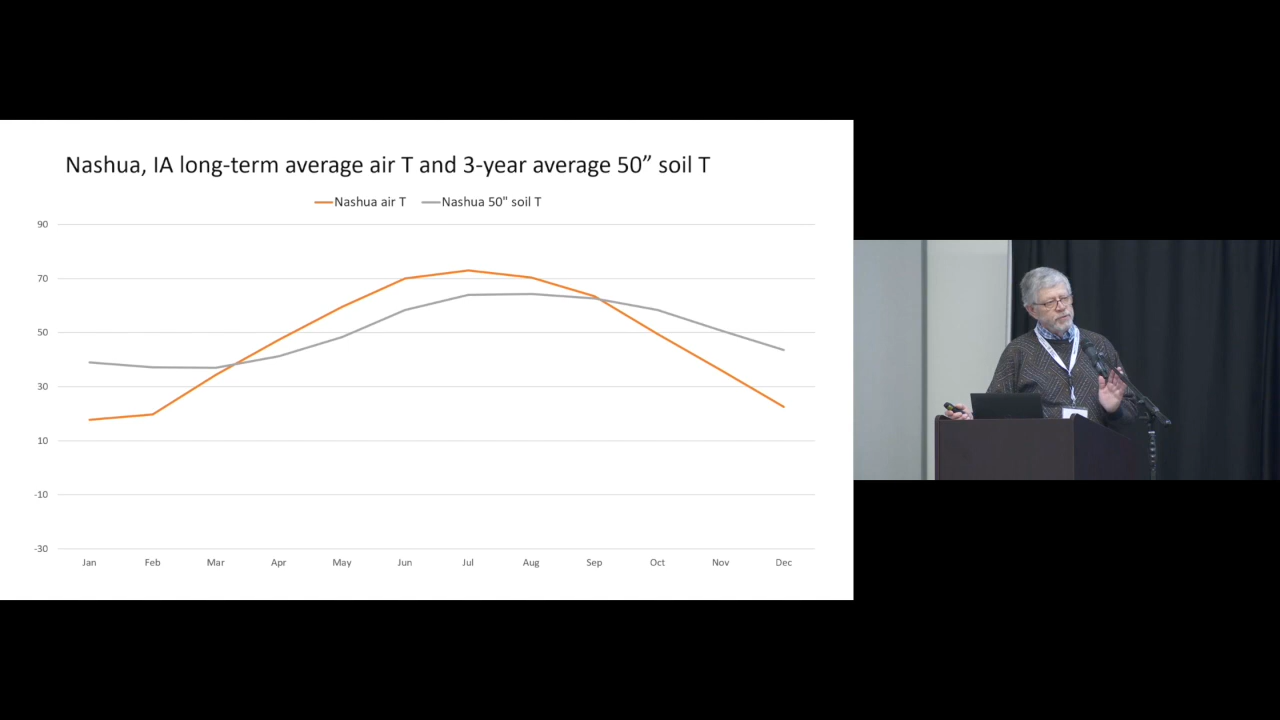 Nashua, IA long-term average air T and 3-year average 50” soil T
Nashua air T Nashua 50" soil T
90
70
50
30
10
-10
-30
Jan Feb Mar Apr May Jun Jul Aug Sep Oct Nov Dec